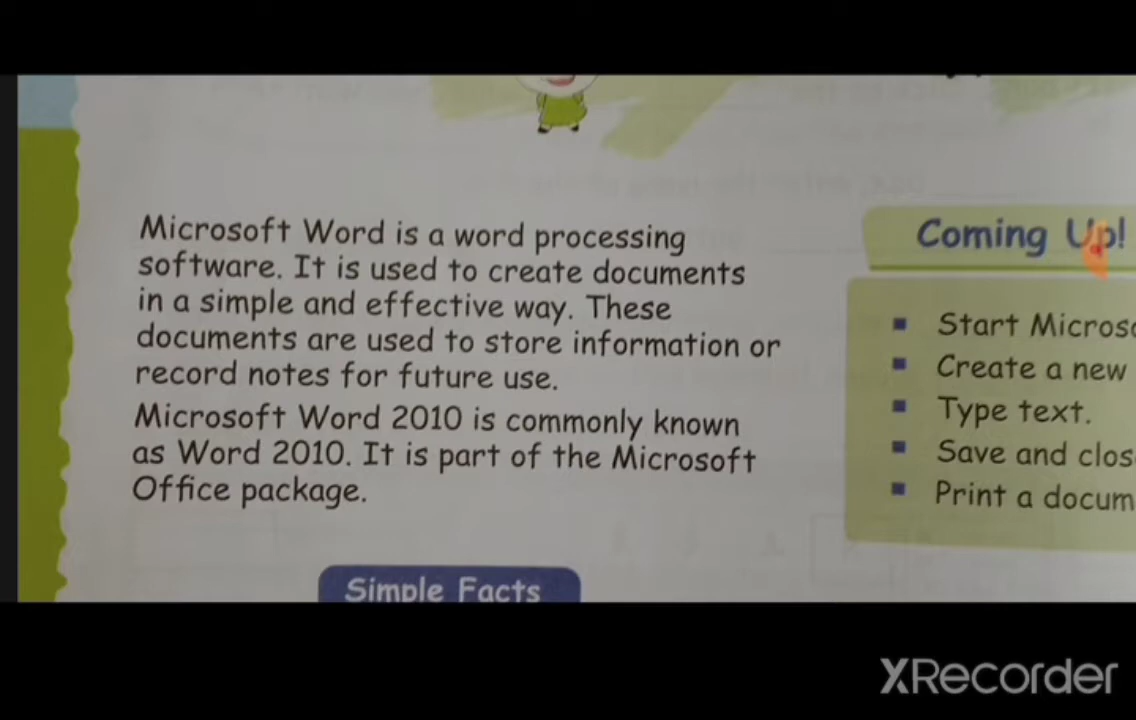 Microsoft Word is a word processing
software. It is used to create documents
in a simple and effective way. These
documents are used to store information or
record notes for future use.
Microsoft Word 2010 is commonly known
as Word 2010. It is part of the Microsoft
Office package.
Simple Facts
Coming Up!
Start
Create a new
Type text.
Save and
Print a
XRecorder